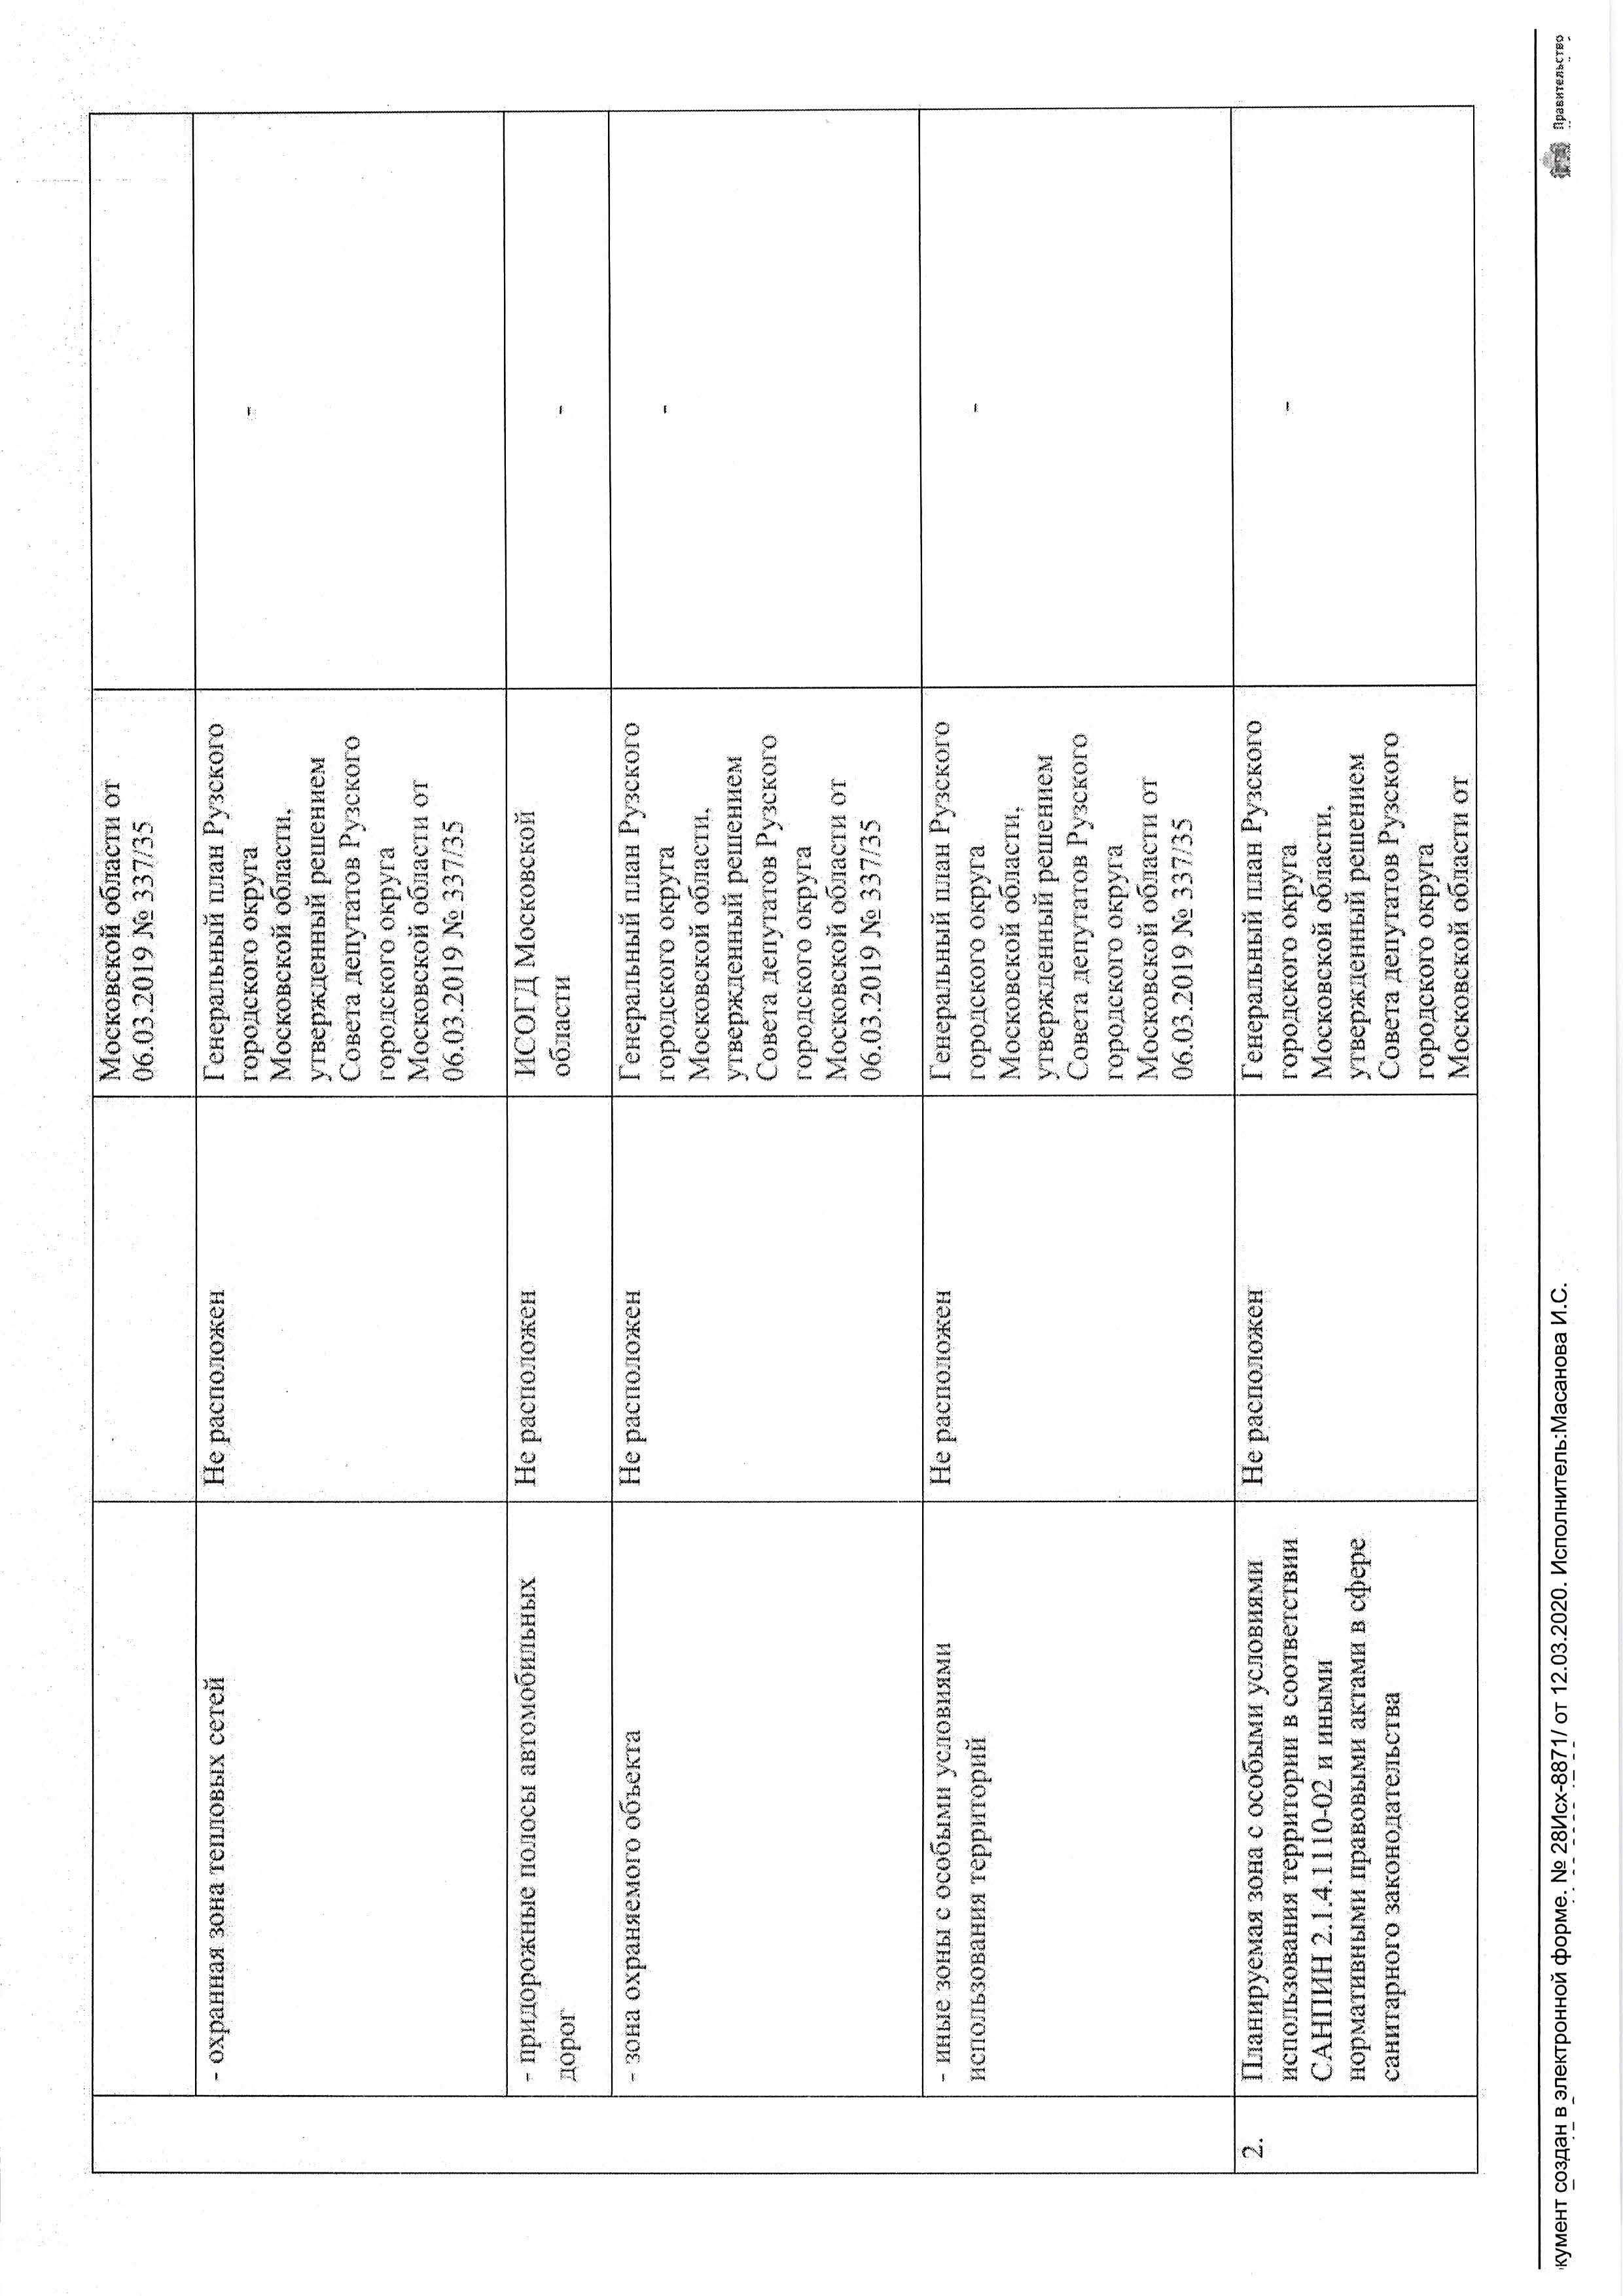 Московской области от
06.03.2019 № 337/35
- охранная зона тепловых сетей
Не расположен
Генеральный план Рузского
городского округа
Московской области,
утвержденный решением
Совета депутатов Рузского
городского округа
Московской области от
06.03.2019 № 337/35
-
- придорожные полосы автомобильных
дорог
Не расположен
ИСОГД Московской
области
-
- зона охраняемого объекта
Не расположен
Генеральный план Рузского
городского округа
Московской области,
утвержденный решением
Совета депутатов Рузского
городского округа
Московской области от
06.03.2019 № 337/35
-
- иные зоны с особыми условиями
использования территорий
Не расположен
Генеральный план Рузского
городского округа
Московской области,
утвержденный решением
Совета депутатов Рузского
городского округа
Московской области от
06.03.2019 № 337/35
-
2.
Планируемая зона с особыми условиями
использования территории в соответствии
САНПИН 2.1.4.1110-02 и иными
нормативными правовыми актами в сфере
санитарного законодательства
Не расположен
Генеральный план Рузского
городского округа
Московской области,
утвержденный решением
Совета депутатов Рузского
городского округа
Московской области от
-
кумент создан в электронной форме. № 28Исх-8871/ от 12.03.2020. Исполнитель:Масанова И.С.
Правительство